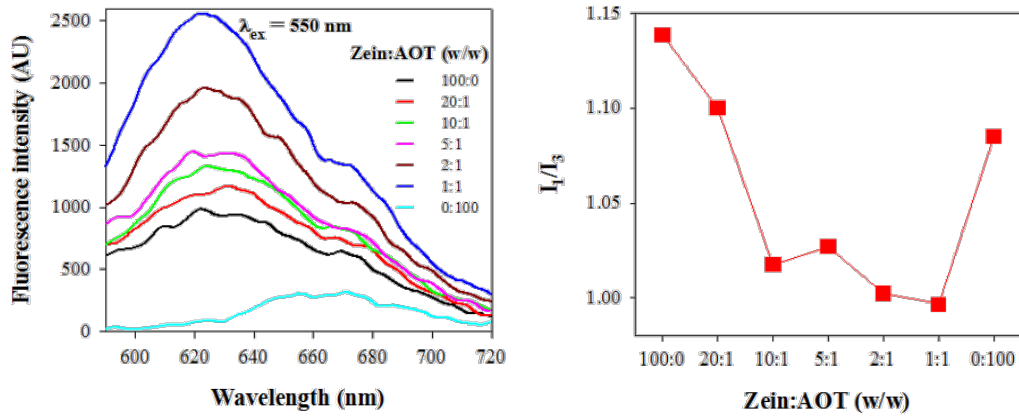 λex = 550 nm
Zein:AOT (w/w)
100:0
20:1
10:1
5:1
2:1
1:1
0:100
2500
2000
1500
1000
500
0
Fluorescence intensity (AU)
600 620 640 660 680 700 720
Wavelength (nm)
1.15
1.10
1.05
1.00
I1/I3
100:0 20:1 10:1 5:1 2:1 1:1 0:100
Zein:AOT (w/w)